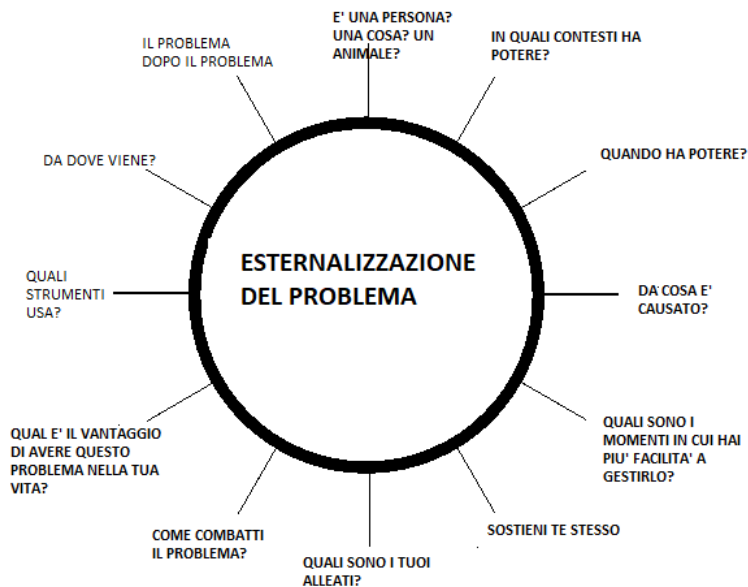 E' UNA PERSONA?
UNA COSA? UN
ANIMALE?
IN QUALI CONTESTI HA
POTERE?
QUANDO HA POTERE?
DA COSA E'
CAUSATO?
QUALI SONO I
MOMENTI IN CUI HAI
PIU' FACILITA' A
GESTIRLO?
SOSTIENI TE STESSO
QUALI SONO I TUOI
ALLEATI?
COME COMBATTI
IL PROBLEMA?
QUAL E' IL VANTAGGIO
DI AVERE QUESTO
PROBLEMA NELLA TUA
VITA?
QUALI
STRUMENTI
USA?
DA DOVE VIENE?
IL PROBLEMA
DOPO IL PROBLEMA
ESTERNALIZZAZIONE
DEL PROBLEMA